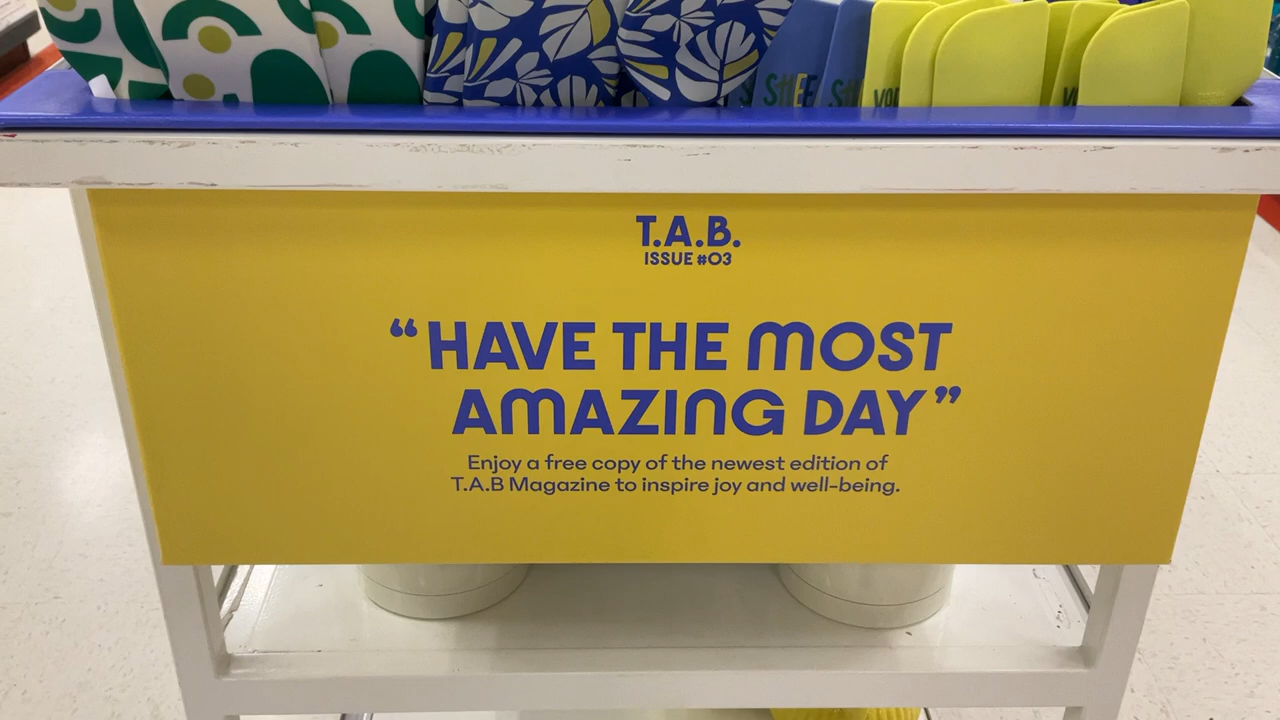 T.A.B.
ISSUE #03
“HAVE THE MOST
AMAZING DAY”
Enjoy a free copy of the newest edition of
T.A.B Magazine to inspire joy and well-being.